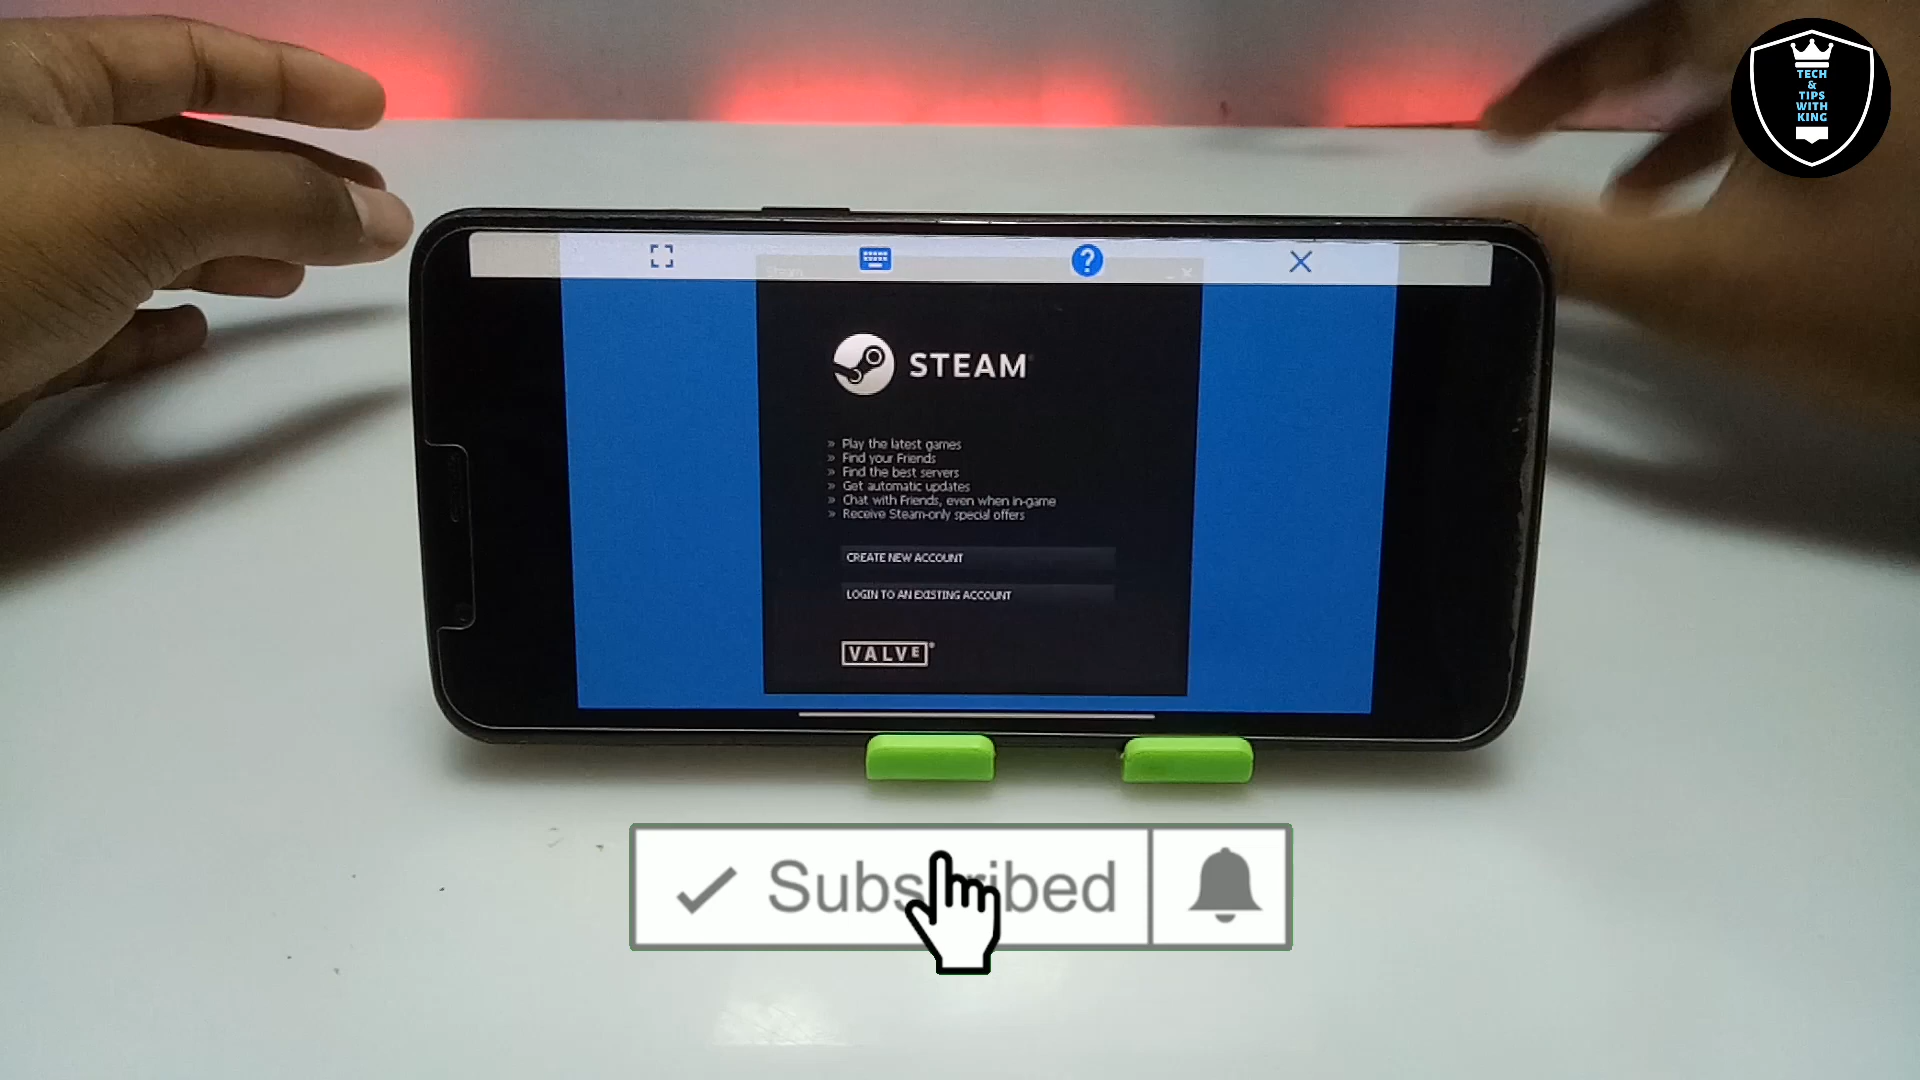 TECH
&
TIPS
WITH
KING
?
Steam
STEAM
» Play the latest games
» Find your Friends
» Find the best servers
» Get automatic updates
» Chat with Friends, even when in-game
» Receive Steam-only special offers
CREATE NEW ACCOUNT
LOGIN TO AN EXISTING ACCOUNT
VALVE®
Subscribed